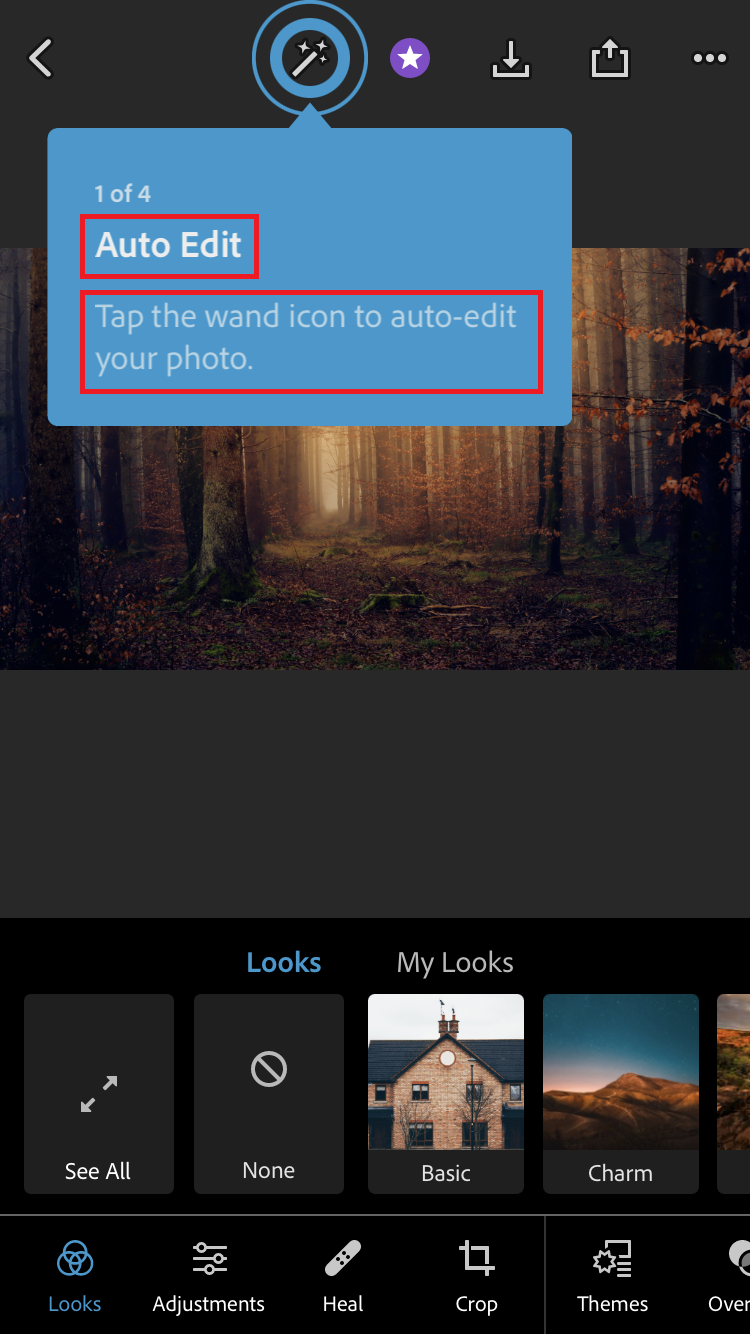 1 of 4
Auto Edit
Tap the wand icon to auto-edit
your photo.
Looks My Looks
See All None Basic Charm
Looks Adjustments Heal Crop Themes Over